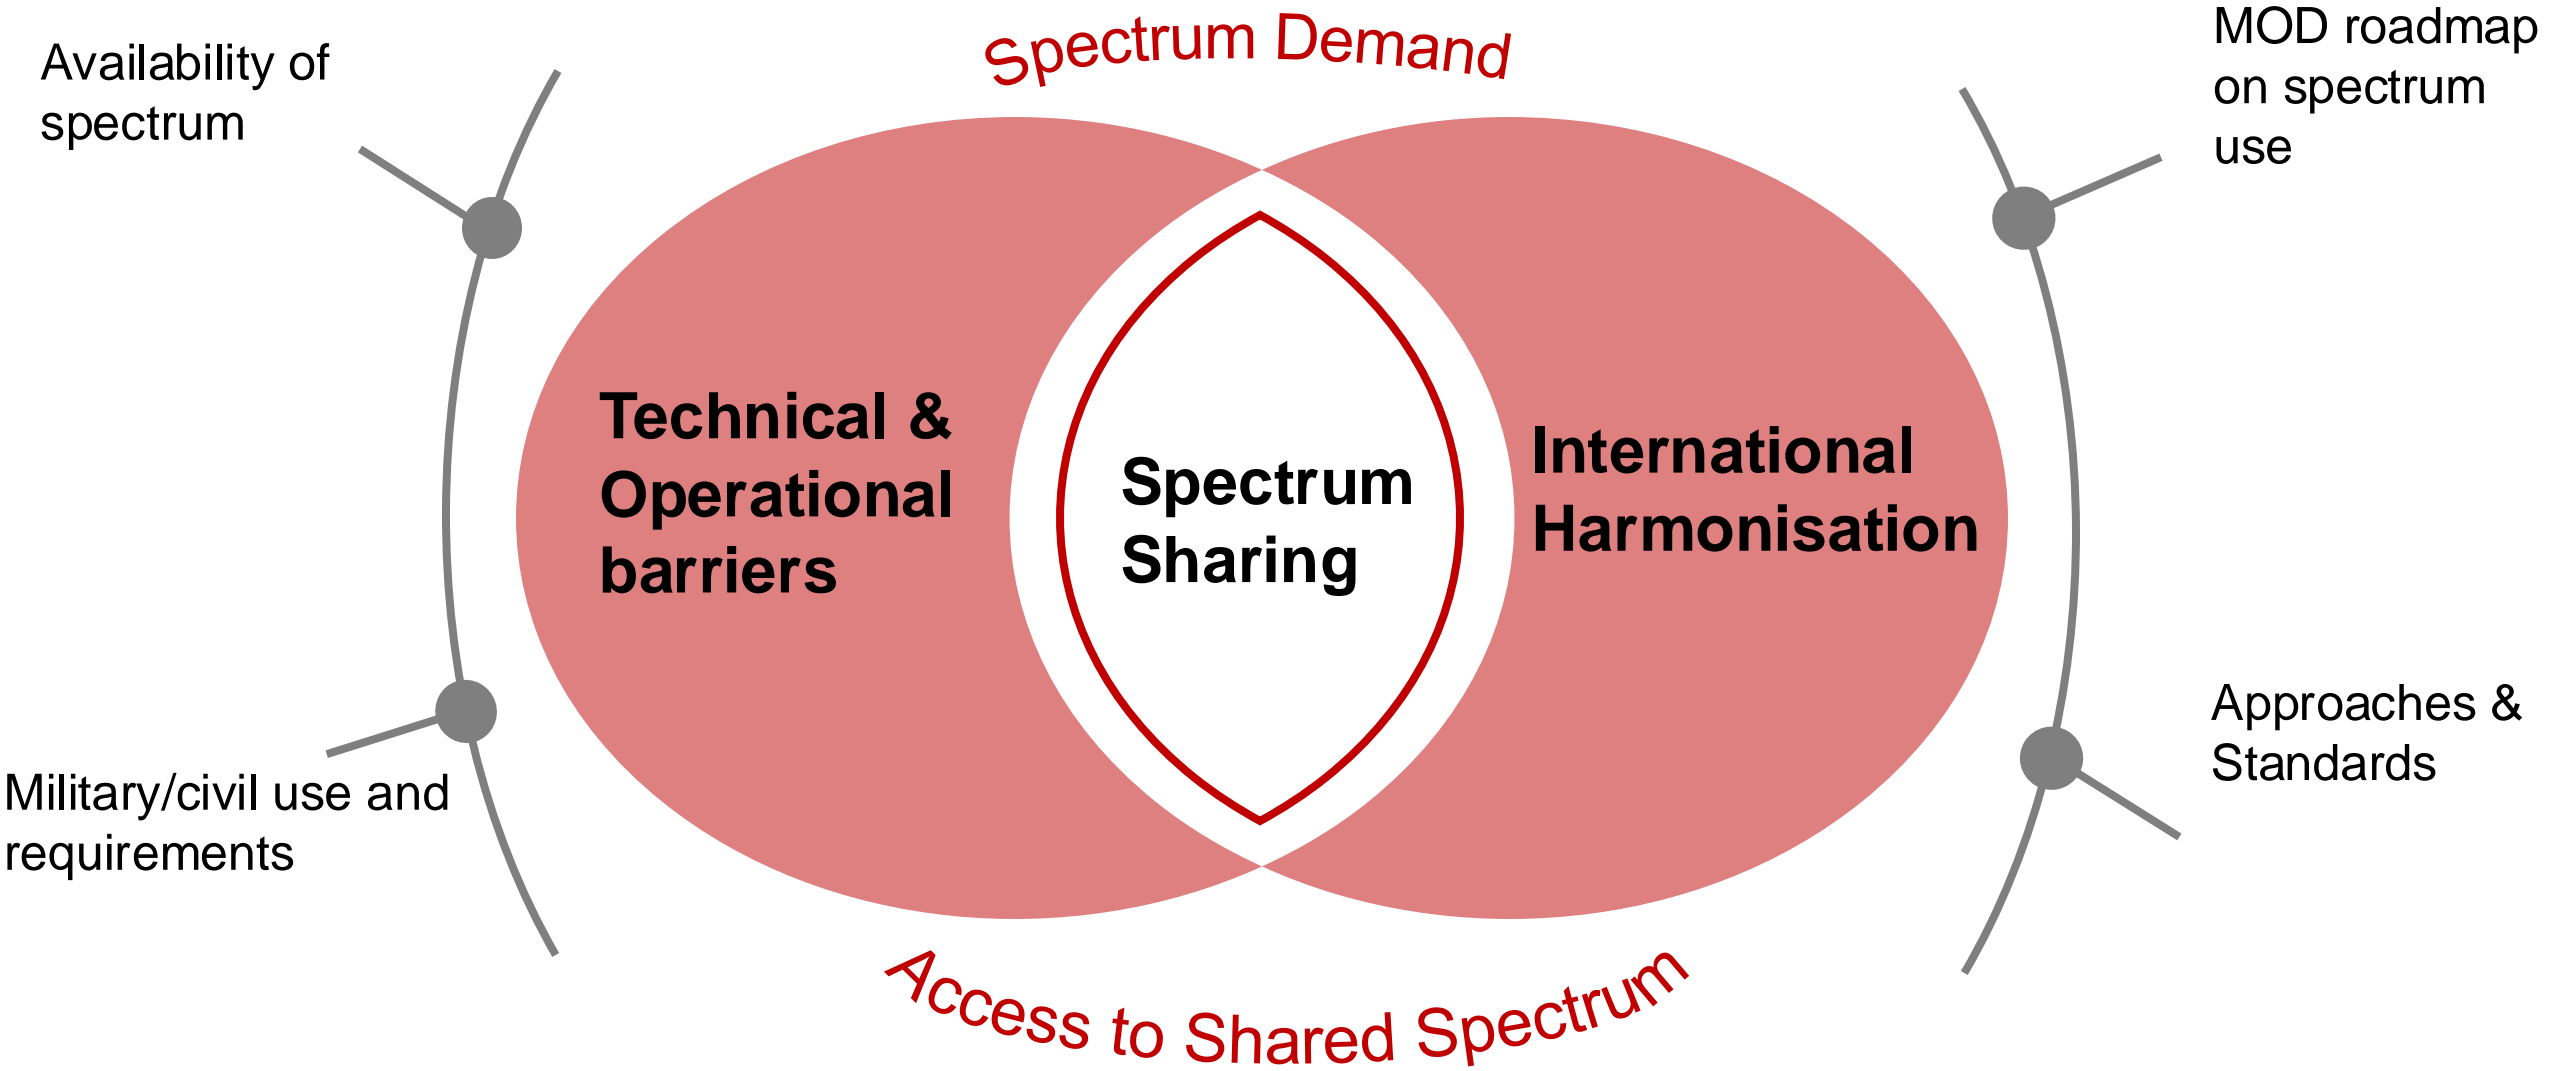 Spectrum Demand
Availability of
spectrum
MOD roadmap
on spectrum
use
Technical &
Operational
barriers
Spectrum
Sharing
International
Harmonisation
Military/civil use and
requirements
Approaches &
Standards
Access to Shared Spectrum